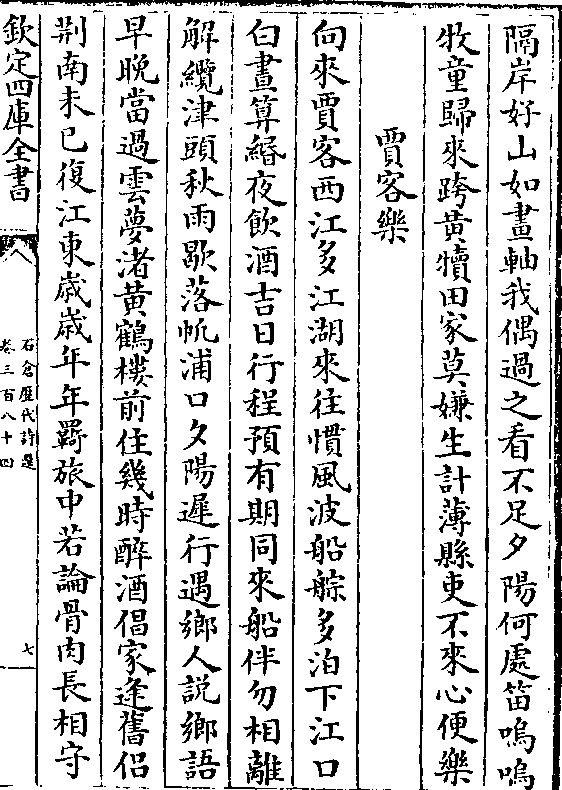 隔岸好山如畫軸我偶過之看不足夕陽何處笛嗚嗚
牧童歸來跨黄犢田家莫嫌生計薄縣吏不來心便樂
賈客樂
向來賈客西江多江湖來往慣風波船䑸多泊下江口
白晝算緡夜飲酒吉日行程預有期同來船伴勿相離
解纜津頭秋雨歇落帆浦口夕陽遲行遇鄉人説鄉語
早晚當過雲夢渚黄鶴樓前住幾時醉酒倡家逢舊侣
荆南未已復江東歲歲年年羇旅中若論骨肉長相守
欽定四庫全書
石倉歷代詩選
卷三百八十四
七